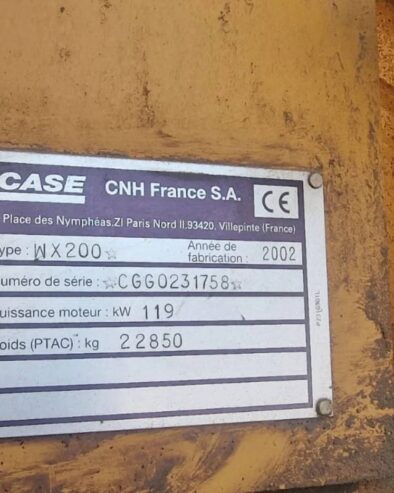 CASE CNH France S.A. CE
Place des Nymphéas.ZI Paris Nord II.93420, Villepinte (France)
ype : WX200☆ Année de fabrication : 2002
uméro de série : ☆CGG0231758☆
uissance moteur : kW 119
oids (PTAC) : kg 22850